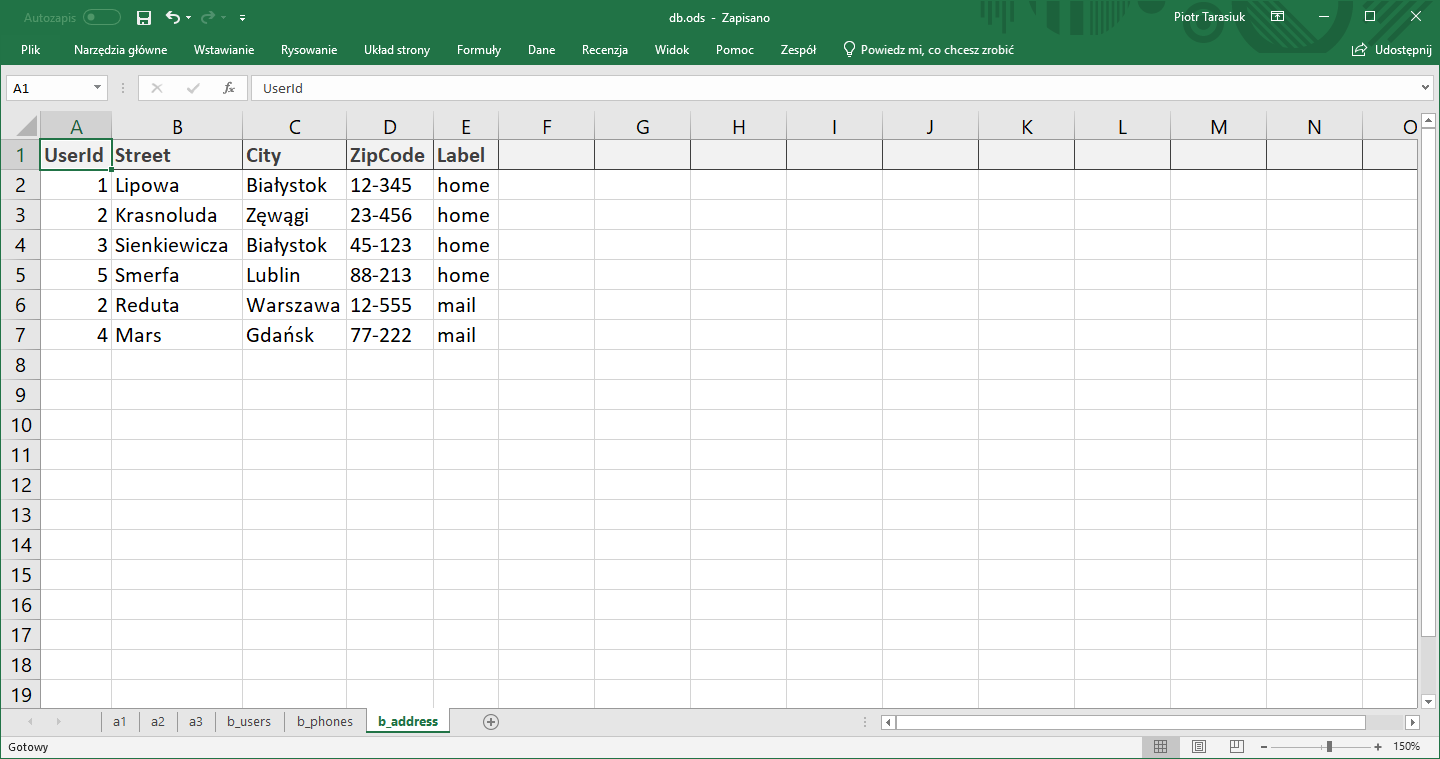 Autozapis db.ods - Zapisano Piotr Tarasiuk
Plik Narzędzia główne Wstawianie Rysowanie Układ strony Formuły Dane Recenzja Widok Pomoc Zespół Powiedz mi, co chcesz zrobić Udostępnij
A1 fx UserId
A B C D E F G H I J K L M N O
1 UserId Street City ZipCode Label
2 1 Lipowa Białystok 12-345 home
3 2 Krasnoluda Zęwągi 23-456 home
4 3 Sienkiewicza Białystok 45-123 home
5 5 Smerfa Lublin 88-213 home
6 2 Reduta Warszawa 12-555 mail
7 4 Mars Gdańsk 77-222 mail
8
9
10
11
12
13
14
15
16
17
18
19
a1 a2 a3 b_users b_phones b_address
Gotowy 150%